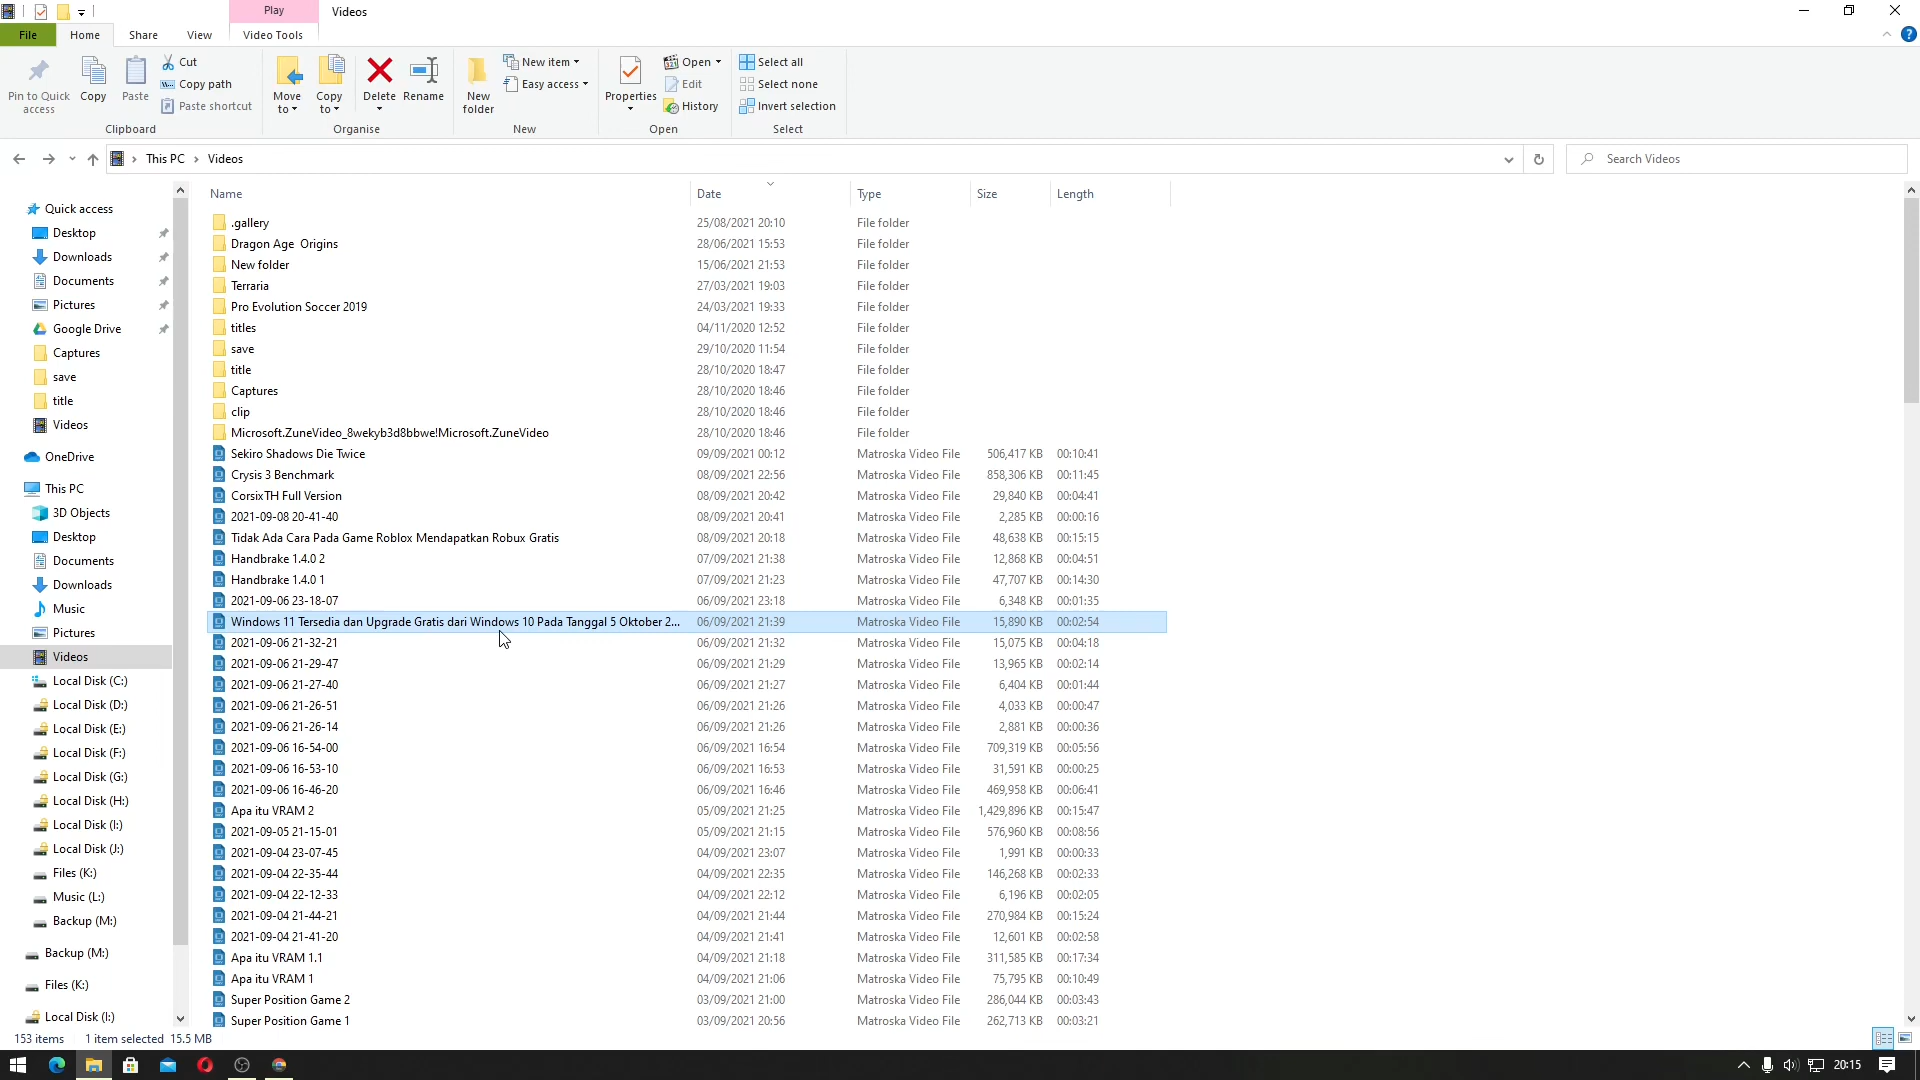 Play
Videos
File
Home
Share
View
Video Tools
Pin to Quick access
Copy
Paste
Cut
Copy path
Paste shortcut
Clipboard
Move to
Copy to
Delete
Rename
Organise
New folder
New item
Easy access
New
Properties
Open
Edit
History
Open
Select all
Select none
Invert selection
Select
This PC > Videos
Search Videos
Quick access
Desktop
Downloads
Documents
Pictures
Google Drive
Captures
save
title
Videos
OneDrive
This PC
3D Objects
Desktop
Documents
Downloads
Music
Pictures
Videos
Local Disk (C:)
Local Disk (D:)
Local Disk (E:)
Local Disk (F:)
Local Disk (G:)
Local Disk (H:)
Local Disk (I:)
Local Disk (J:)
Files (K:)
Music (L:)
Backup (M:)
Backup (M:)
Files (K:)
Local Disk (I:)
Name Date Type Size Length
.gallery 25/08/2021 20:10 File folder
Dragon Age  Origins 28/06/2021 15:53 File folder
New folder 15/06/2021 21:53 File folder
Terraria 27/03/2021 19:03 File folder
Pro Evolution Soccer 2019 24/03/2021 19:33 File folder
titles 04/11/2020 12:52 File folder
save 29/10/2020 11:54 File folder
title 28/10/2020 18:47 File folder
Captures 28/10/2020 18:46 File folder
clip 28/10/2020 18:46 File folder
Microsoft.ZuneVideo_8wekyb3d8bbwe!Microsoft.ZuneVideo 28/10/2020 18:46 File folder
Sekiro Shadows Die Twice 09/09/2021 00:12 Matroska Video File 506,417 KB 00:10:41
Crysis 3 Benchmark 08/09/2021 22:56 Matroska Video File 858,306 KB 00:11:45
CorsixTH Full Version 08/09/2021 20:42 Matroska Video File 29,840 KB 00:04:41
2021-09-08 20-41-40 08/09/2021 20:41 Matroska Video File 2,285 KB 00:00:16
Tidak Ada Cara Pada Game Roblox Mendapatkan Robux Gratis 08/09/2021 20:18 Matroska Video File 48,638 KB 00:15:15
Handbrake 1.4.0 2 07/09/2021 21:38 Matroska Video File 12,868 KB 00:04:51
Handbrake 1.4.0 1 07/09/2021 21:23 Matroska Video File 47,707 KB 00:14:30
2021-09-06 23-18-07 06/09/2021 23:18 Matroska Video File 6,348 KB 00:01:35
Windows 11 Tersedia dan Upgrade Gratis dari Windows 10 Pada Tanggal 5 Oktober 2... 06/09/2021 21:39 Matroska Video File 15,890 KB 00:02:54
2021-09-06 21-32-21 06/09/2021 21:32 Matroska Video File 15,075 KB 00:04:18
2021-09-06 21-29-47 06/09/2021 21:29 Matroska Video File 13,965 KB 00:02:14
2021-09-06 21-27-40 06/09/2021 21:27 Matroska Video File 6,404 KB 00:01:44
2021-09-06 21-26-51 06/09/2021 21:26 Matroska Video File 4,033 KB 00:00:47
2021-09-06 21-26-14 06/09/2021 21:26 Matroska Video File 2,881 KB 00:00:36
2021-09-06 16-54-00 06/09/2021 16:54 Matroska Video File 709,319 KB 00:05:56
2021-09-06 16-53-10 06/09/2021 16:53 Matroska Video File 31,591 KB 00:00:25
2021-09-06 16-46-20 06/09/2021 16:46 Matroska Video File 469,958 KB 00:06:41
Apa itu VRAM 2 05/09/2021 21:25 Matroska Video File 1,429,896 KB 00:15:47
2021-09-05 21-15-01 05/09/2021 21:15 Matroska Video File 576,960 KB 00:08:56
2021-09-04 23-07-45 04/09/2021 23:07 Matroska Video File 1,991 KB 00:00:33
2021-09-04 22-35-44 04/09/2021 22:35 Matroska Video File 146,268 KB 00:02:33
2021-09-04 22-12-33 04/09/2021 22:12 Matroska Video File 6,196 KB 00:02:05
2021-09-04 21-44-21 04/09/2021 21:44 Matroska Video File 270,984 KB 00:15:24
2021-09-04 21-41-20 04/09/2021 21:41 Matroska Video File 12,601 KB 00:02:58
Apa itu VRAM 1.1 04/09/2021 21:18 Matroska Video File 311,585 KB 00:17:34
Apa itu VRAM 1 04/09/2021 21:06 Matroska Video File 75,795 KB 00:10:49
Super Position Game 2 03/09/2021 21:00 Matroska Video File 286,044 KB 00:03:43
Super Position Game 1 03/09/2021 20:56 Matroska Video File 262,713 KB 00:03:21
153 items 1 item selected 15.5 MB
20:15